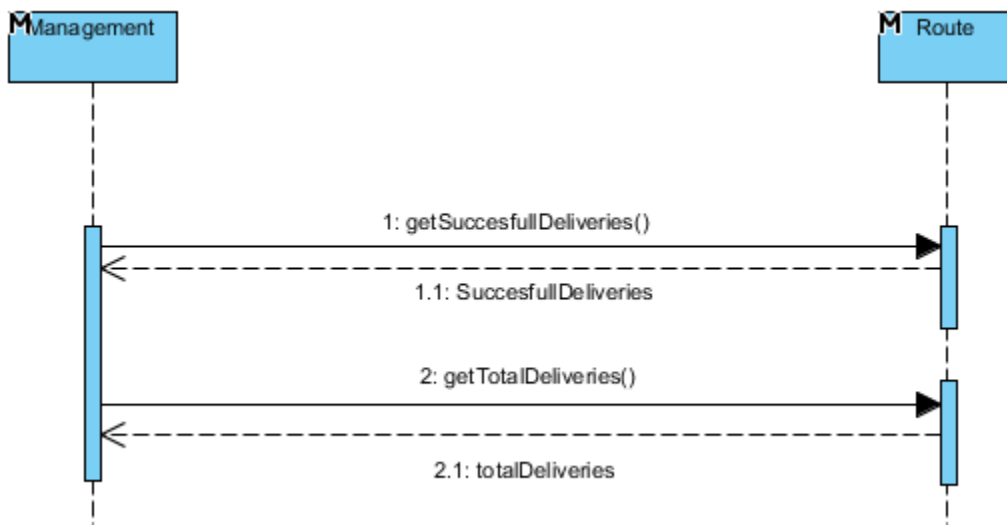 M Management
M Route
1: getSuccesfullDeliveries()
1.1: SuccesfullDeliveries
2: getTotalDeliveries()
2.1: totalDeliveries